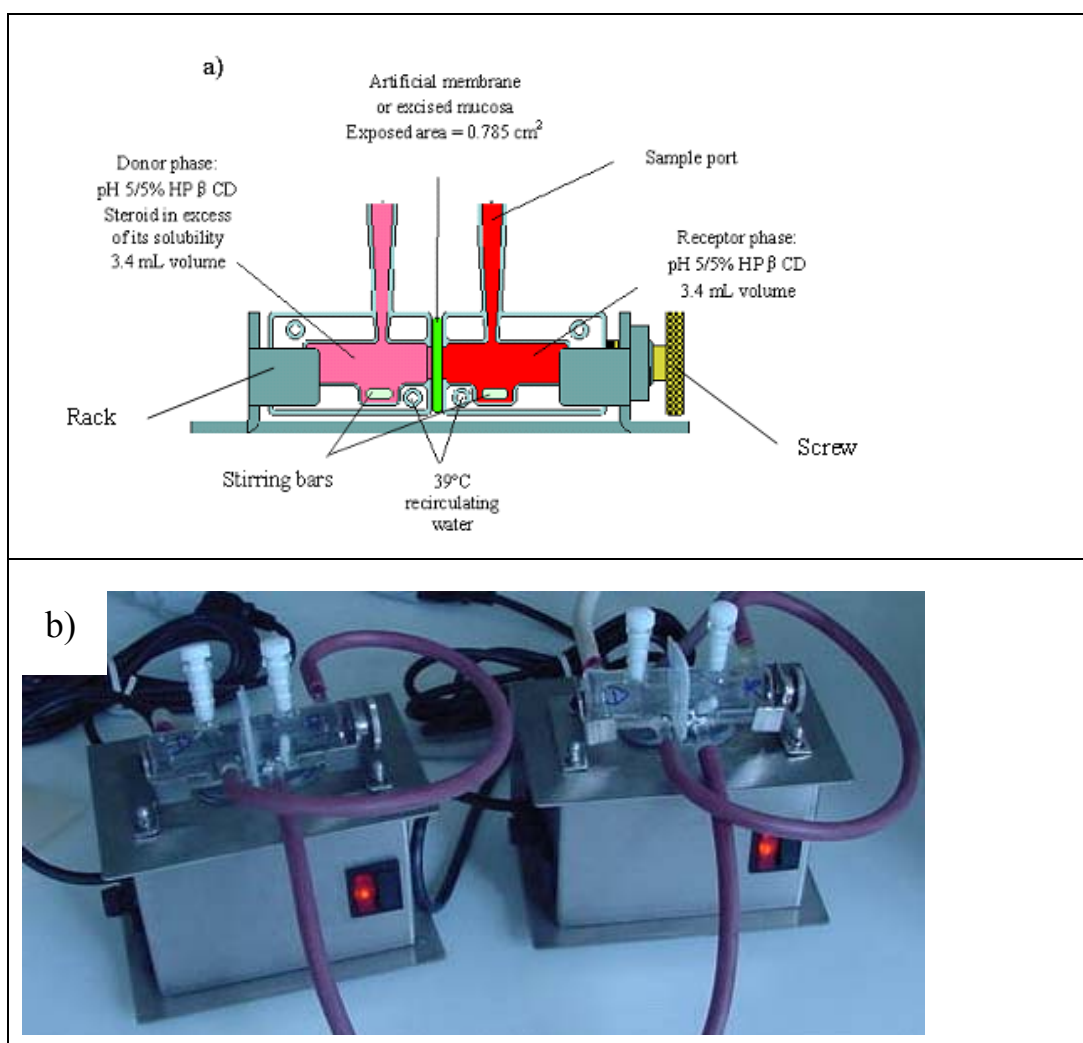 a)
Artificial membrane
or excised mucosa
Exposed area = 0.785 cm²
Donor phase:
pH 5/5% HP β CD
Steroid in excess
of its solubility
3.4 mL volume
Sample port
Receptor phase:
pH 5/5% HP β CD
3.4 mL volume
Rack
Stirring bars
39°C
recirculating
water
Screw
b)